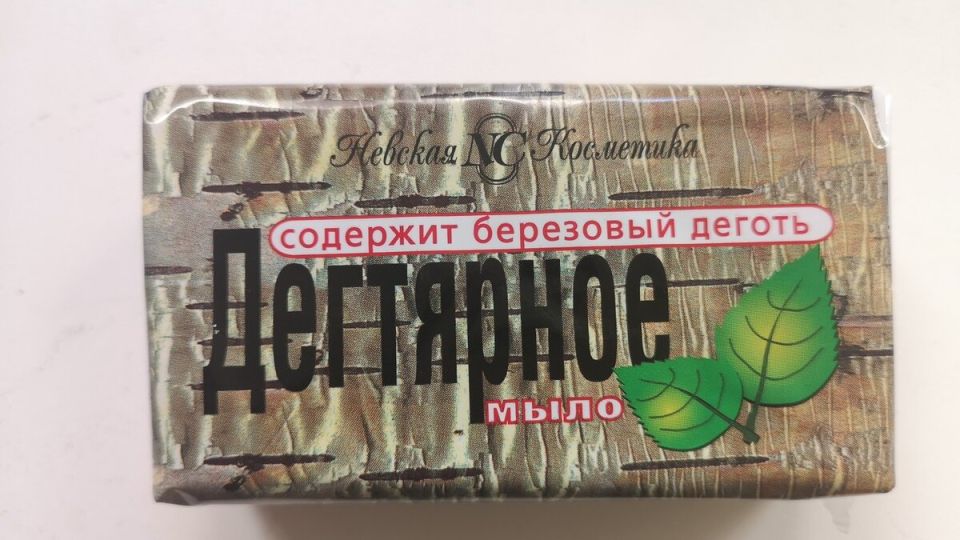 Невская NC Косметика
содержит березовый деготь
Дегтярное
мыло